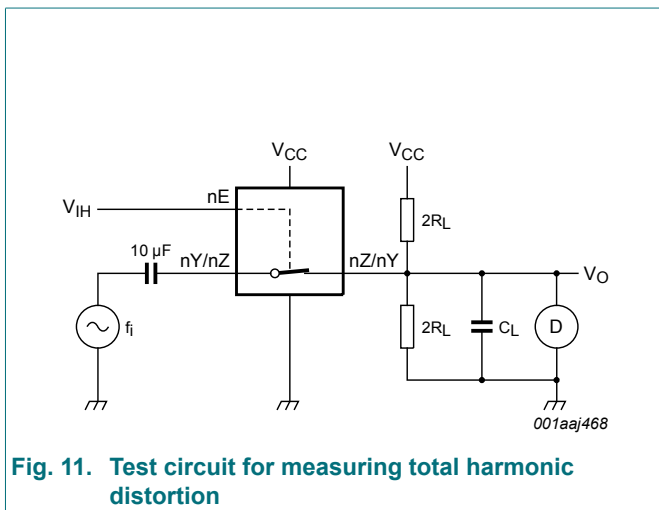 VCC
VCC
nE
VIH
2RL
10 µF
nY/nZ
nZ/nY
VO
fi
2RL
CL
D
001aaj468
Fig. 11. Test circuit for measuring total harmonic
distortion